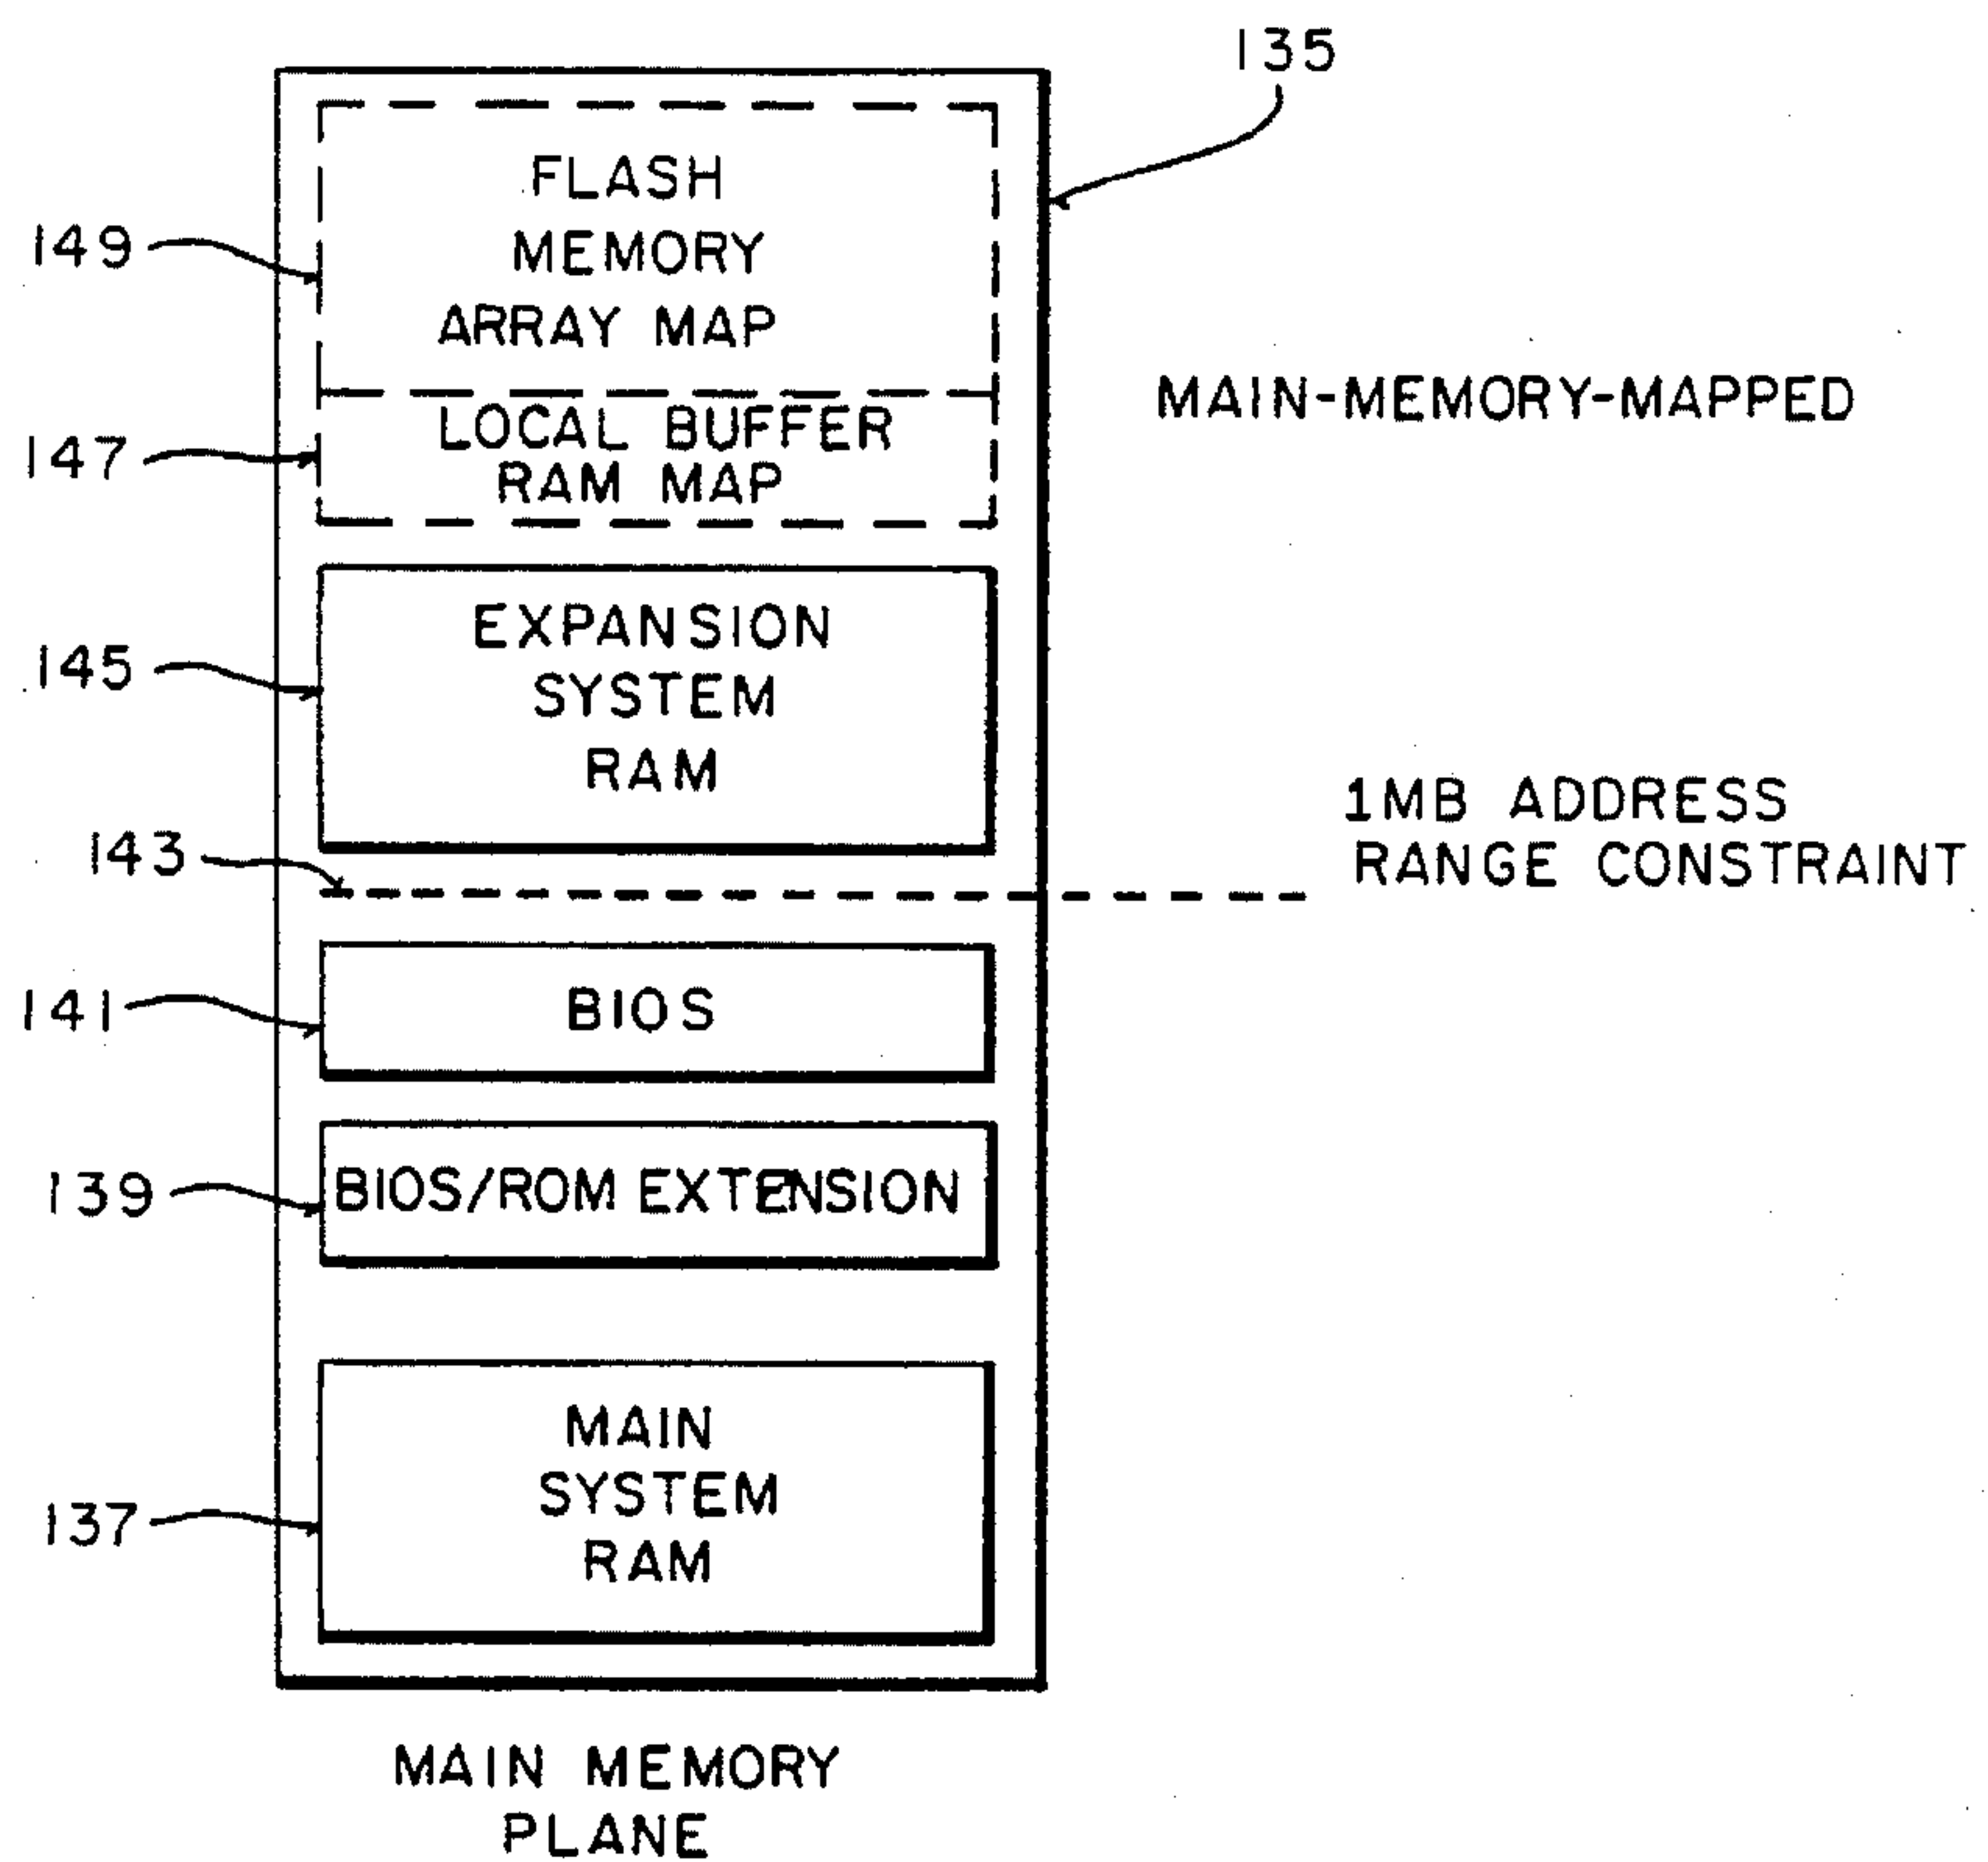 135
FLASH
MEMORY
ARRAY MAP
149
MAIN-MEMORY-MAPPED
LOCAL BUFFER
RAM MAP
147
EXPANSION
SYSTEM
RAM
145
1MB ADDRESS
RANGE CONSTRAINT
143
BIOS
141
BIOS/ROM EXTENSION
139
MAIN
SYSTEM
RAM
137
MAIN MEMORY
PLANE